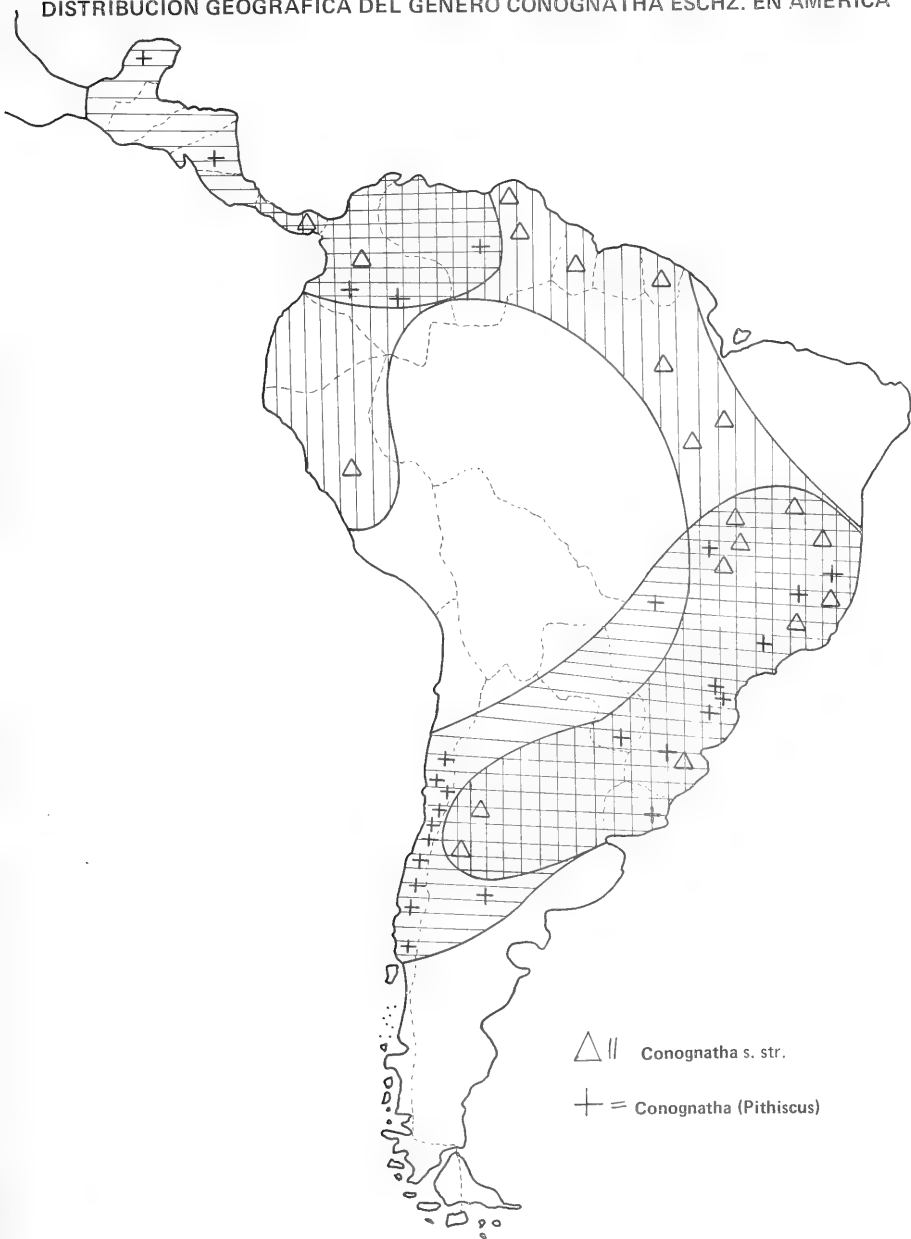 DISTRIBUCION GEOGRAFICA DEL GENERO CONOGNATHA ESCHZ. EN AMERICA
Conognatha s. str.
Conognatha (Pithiscus)